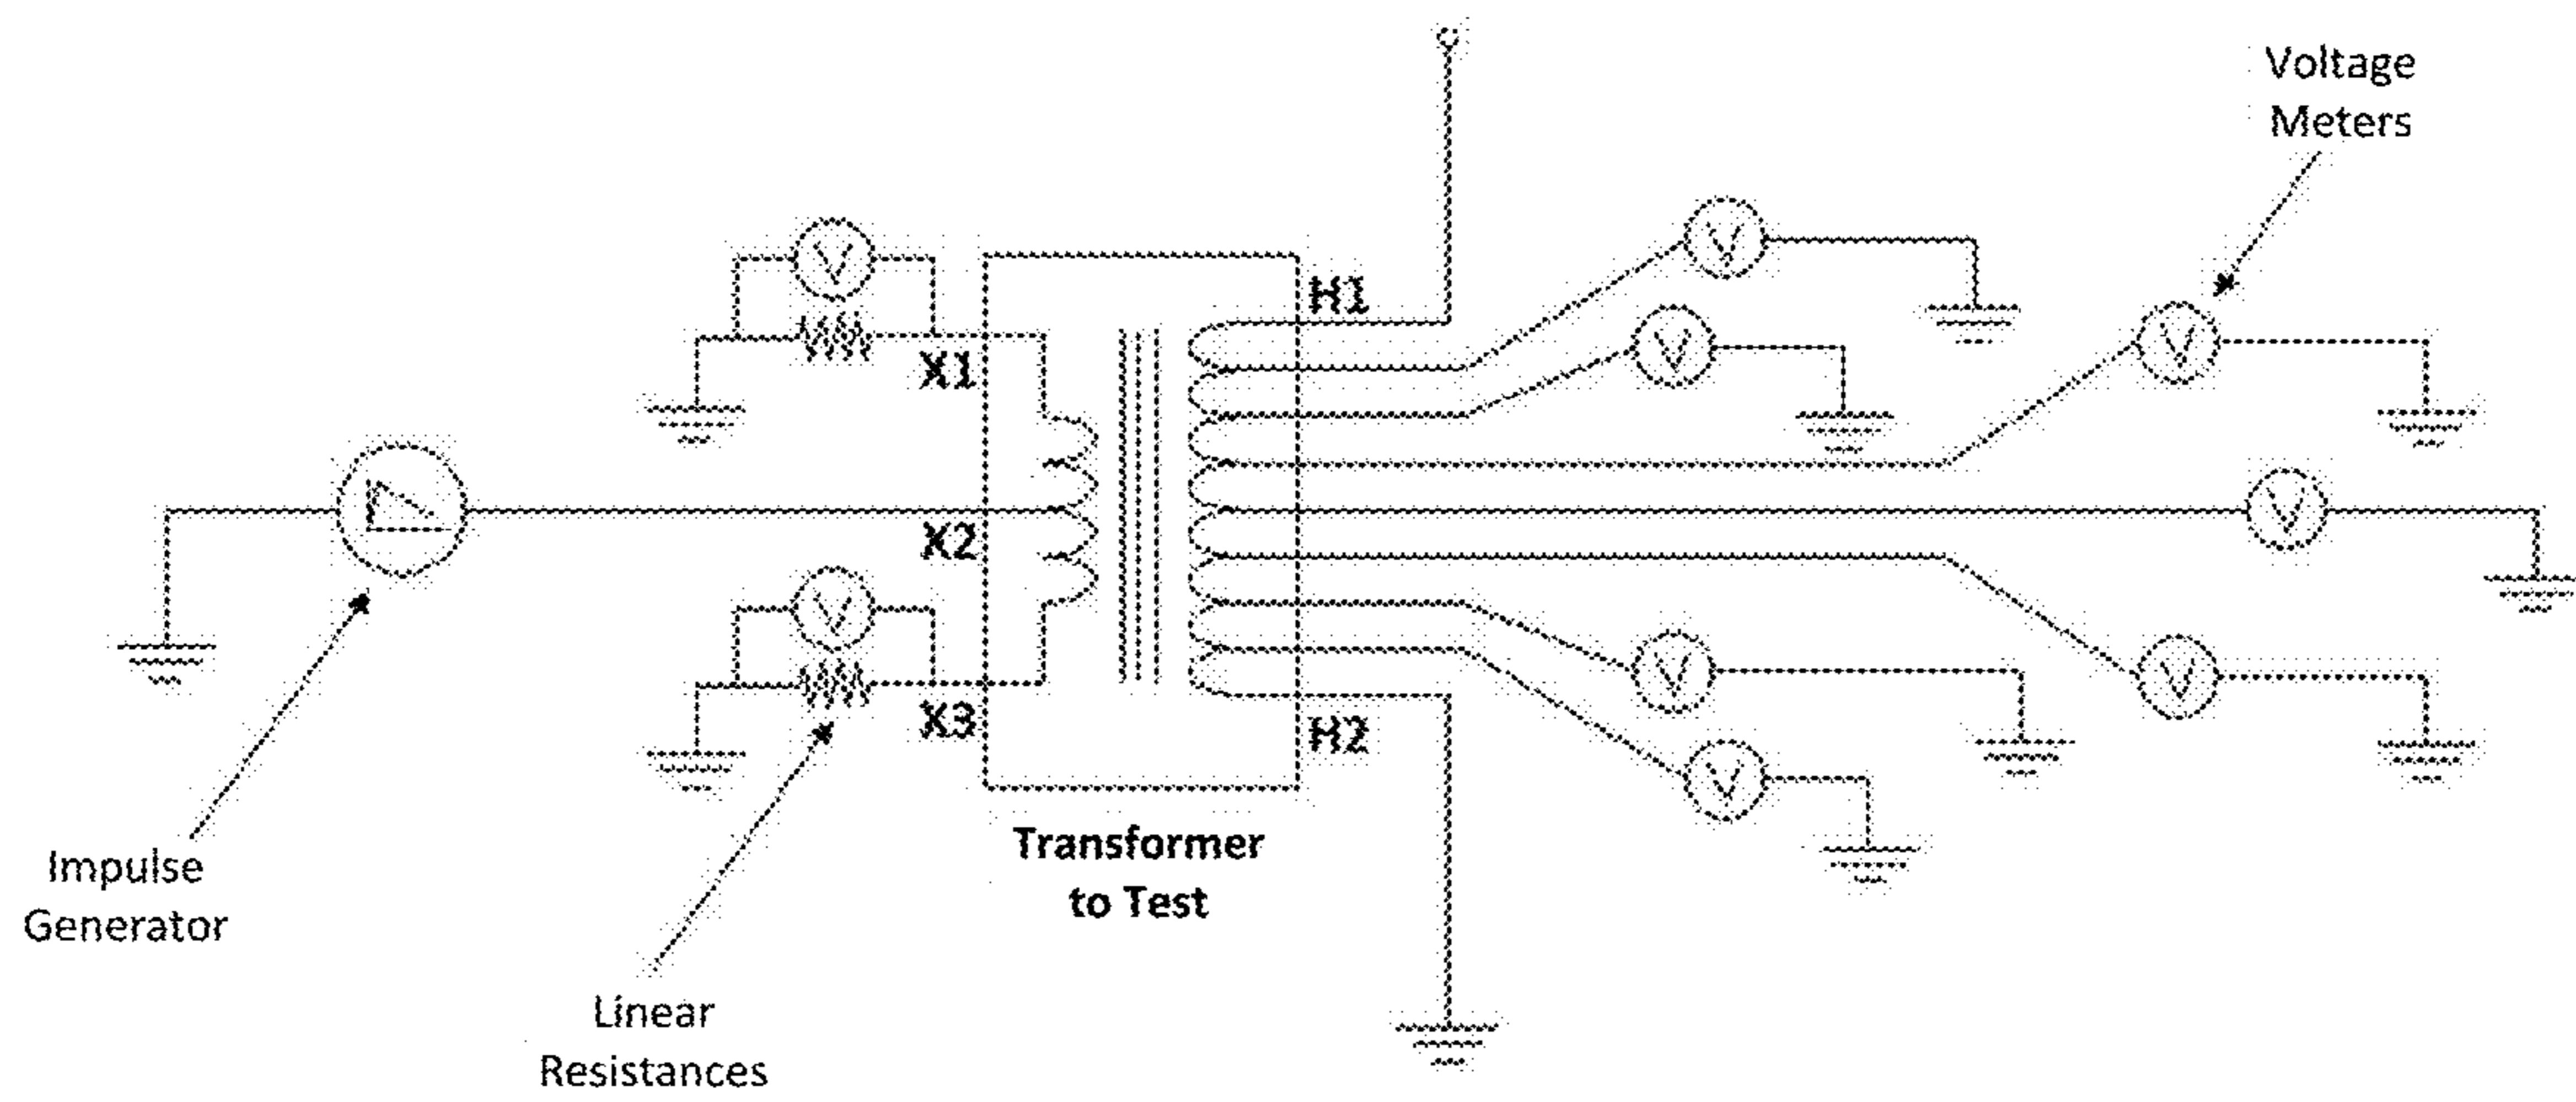 Voltage
Meters
V
V
V
V
H1
X1
V
X2
V
X3
V
V
H2
V
Transformer
to Test
Impulse
Generator
Linear
Resistances